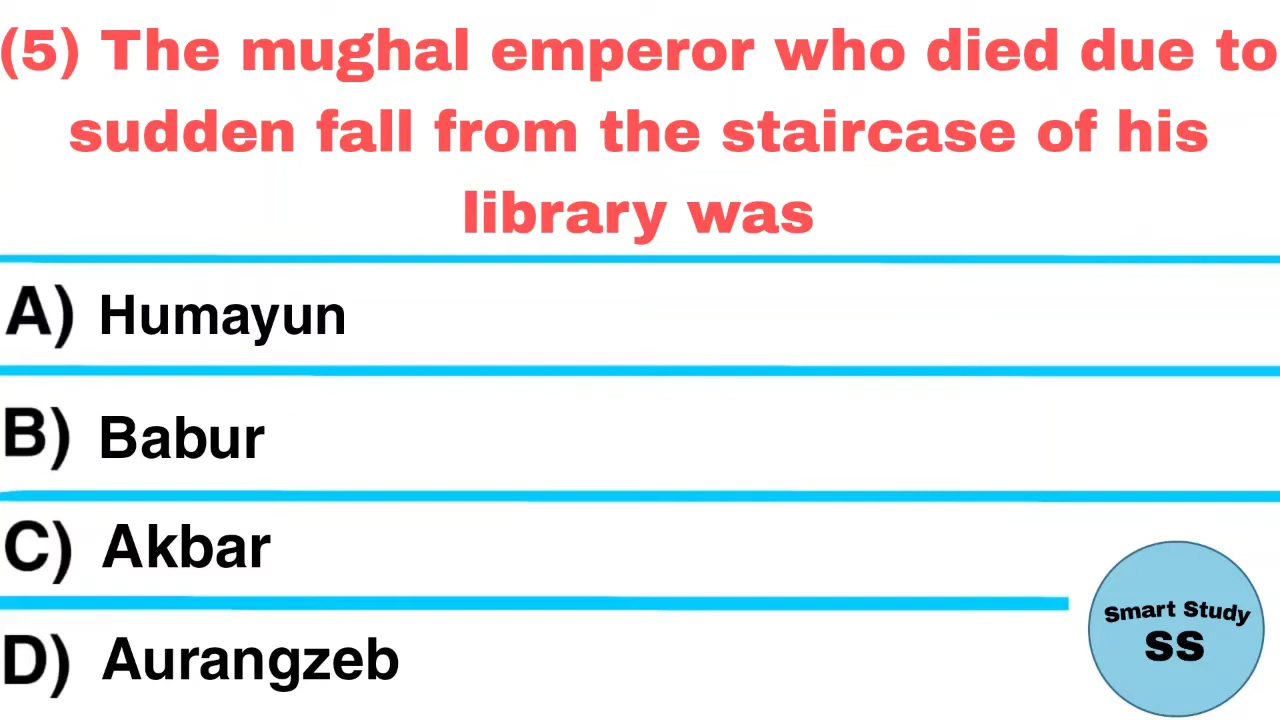 (5) The mughal emperor who died due to
sudden fall from the staircase of his
library was
A) Humayun
B) Babur
C) Akbar
D) Aurangzeb
Smart Study
SS